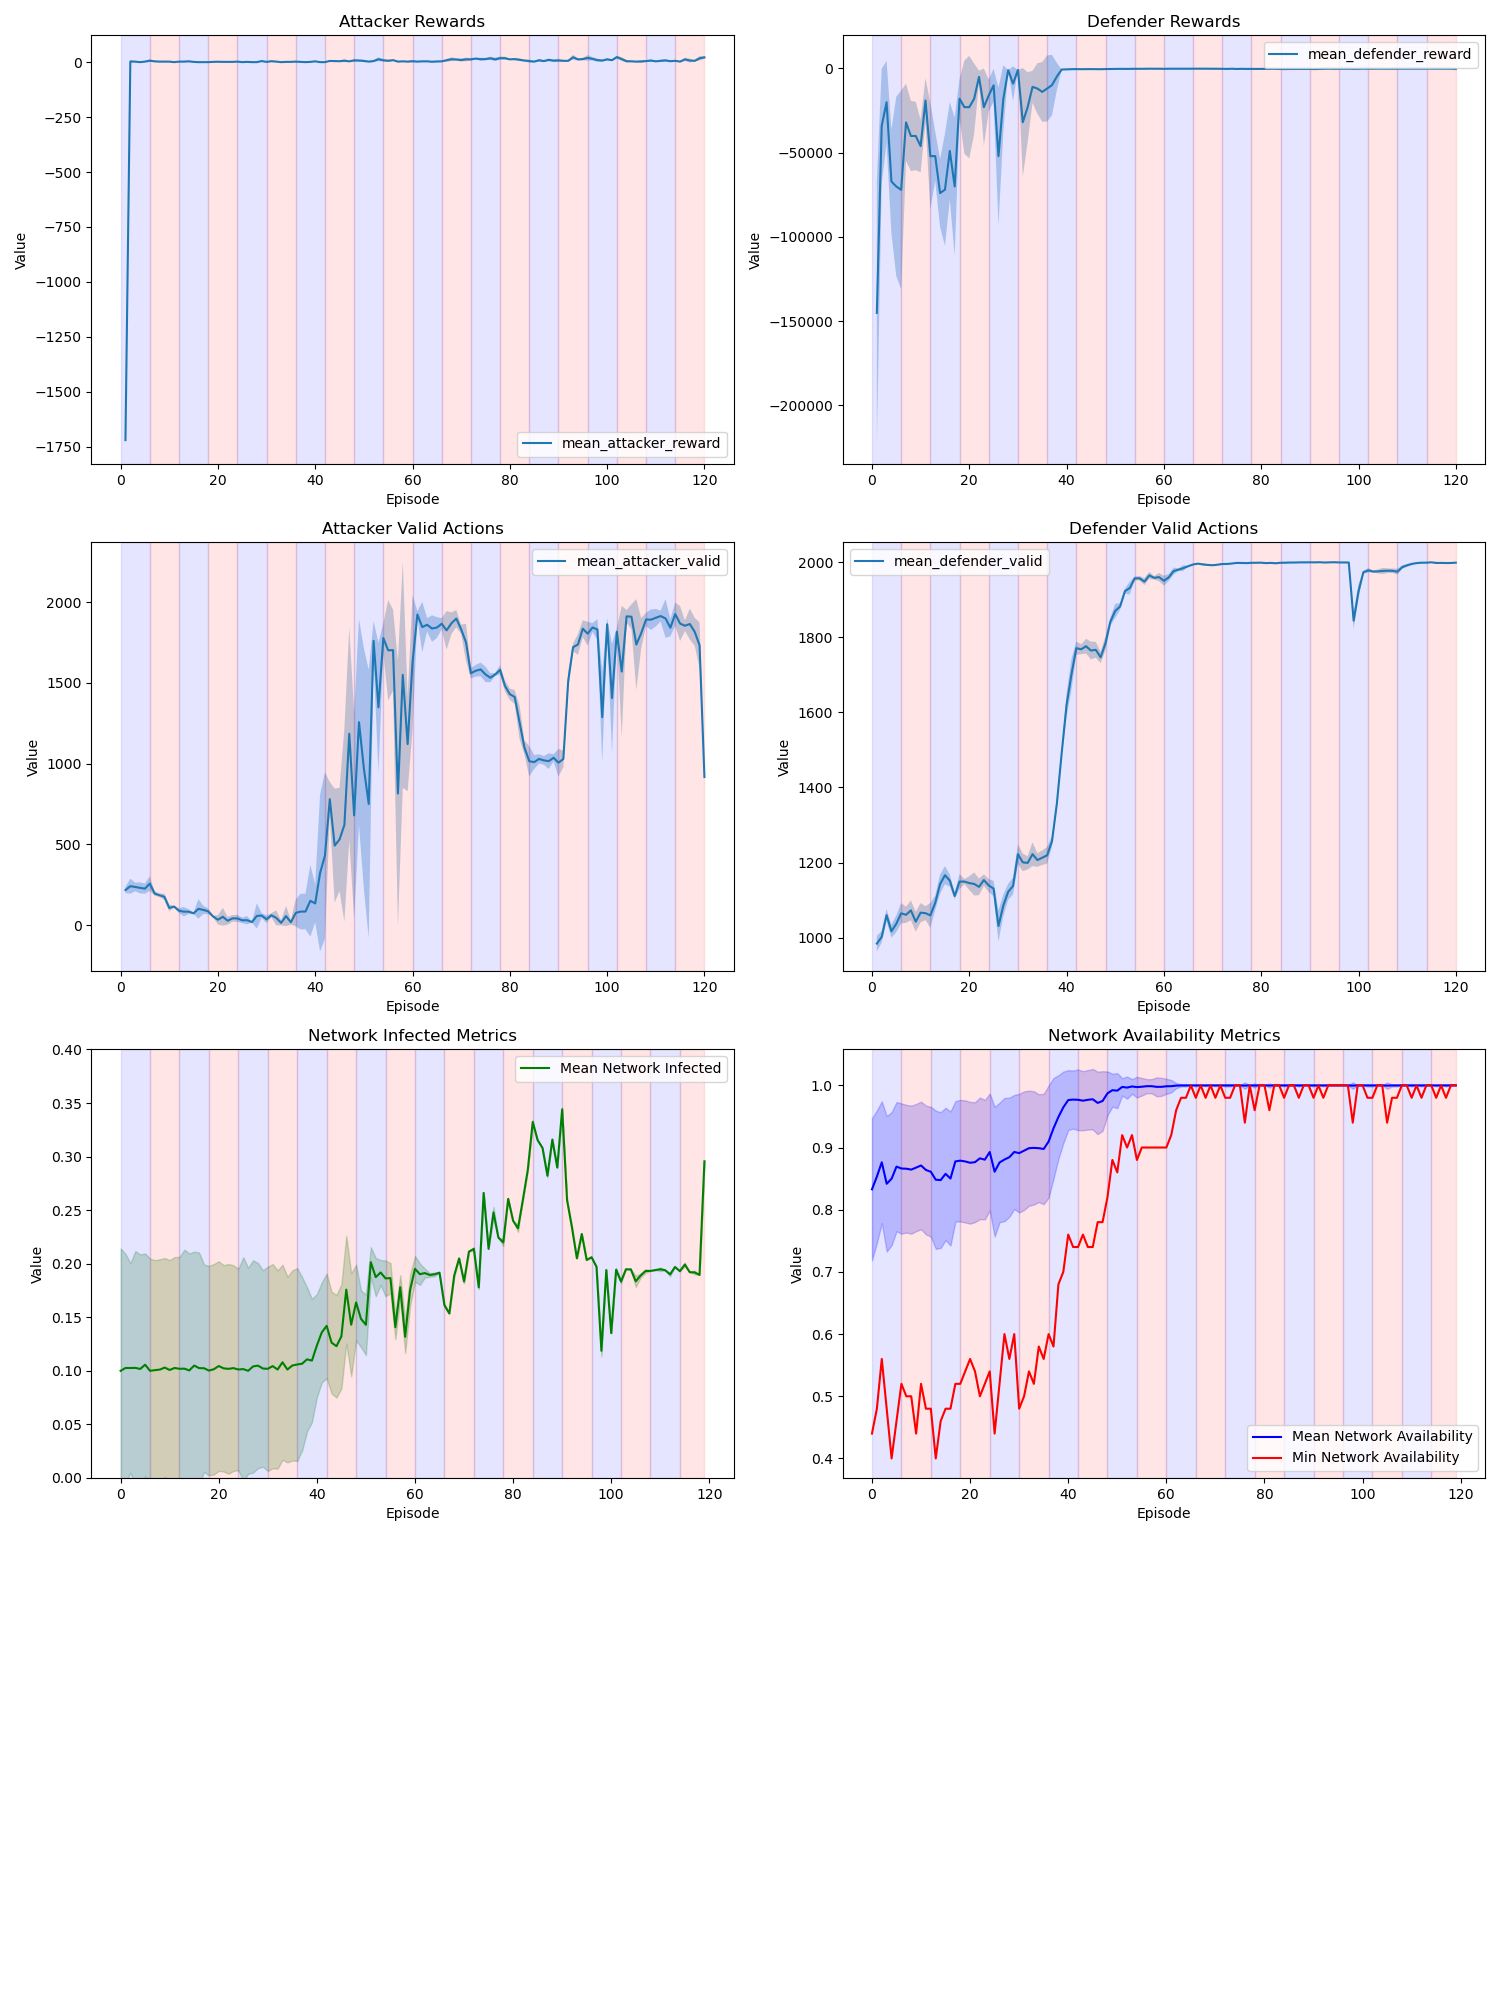 Attacker Rewards
Value
0
−250
−500
−750
−1000
−1250
−1500
−1750
mean_attacker_reward
0 20 40 60 80 100 120
Episode
Defender Rewards
Value
mean_defender_reward
0
−50000
−100000
−150000
−200000
0 20 40 60 80 100 120
Episode
Attacker Valid Actions
Value
mean_attacker_valid
2000
1500
1000
500
0
0 20 40 60 80 100 120
Episode
Defender Valid Actions
Value
mean_defender_valid
2000
1800
1600
1400
1200
1000
0 20 40 60 80 100 120
Episode
Network Infected Metrics
Value
Mean Network Infected
0.40
0.35
0.30
0.25
0.20
0.15
0.10
0.05
0.00
0 20 40 60 80 100 120
Episode
Network Availability Metrics
Value
1.0
0.9
0.8
0.7
0.6
0.5
0.4
Mean Network Availability
Min Network Availability
0 20 40 60 80 100 120
Episode